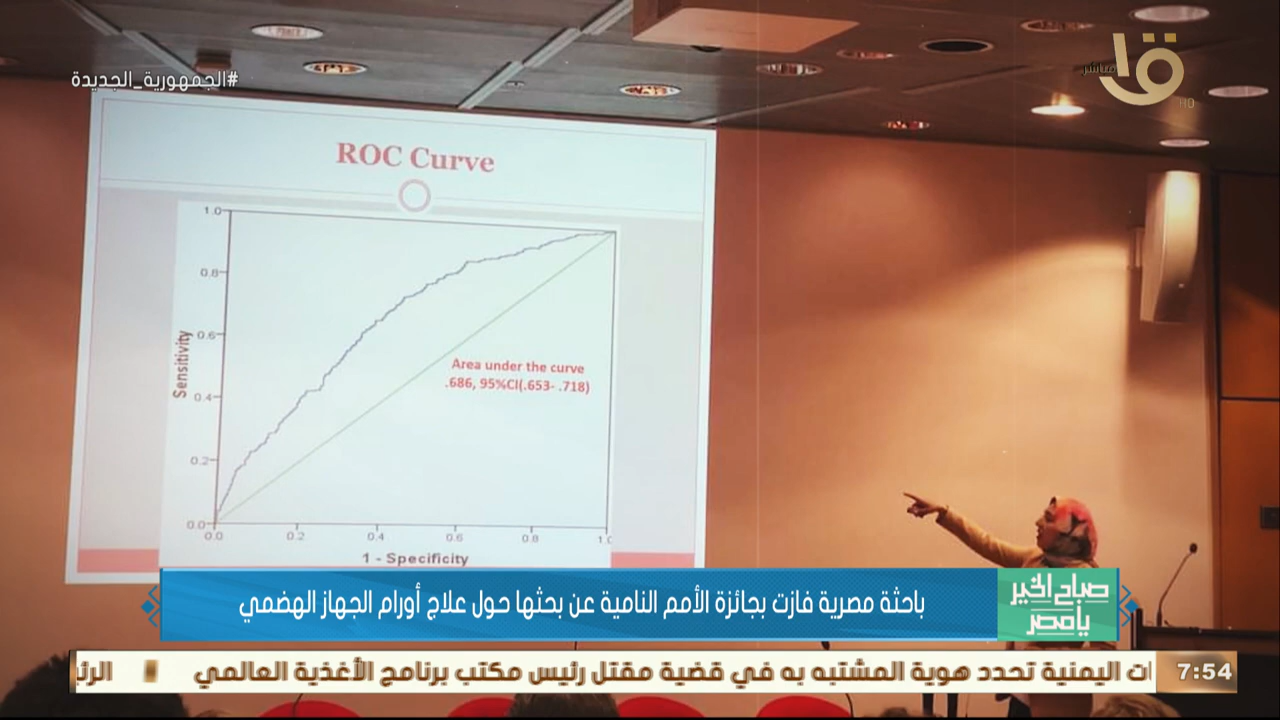 #الجمهورية_الجديدة
مباشر
HD
ROC Curve
1.0
0.8
0.6
0.4
0.2
0.0
Sensitivity
Area under the curve
.686, 95%CI(.653- .718)
0.0 0.2 0.4 0.6 0.8
1 - Specificity
صباح الخير
يا مصر
باحثة مصرية فازت بجائزة الأمم النامية عن بحثها حول علاج أورام الجهاز الهضمي
7:54
ات اليمنية تحدد هوية المشتبه به في قضية مقتل رئيس مكتب برنامج الأغذية العالمي